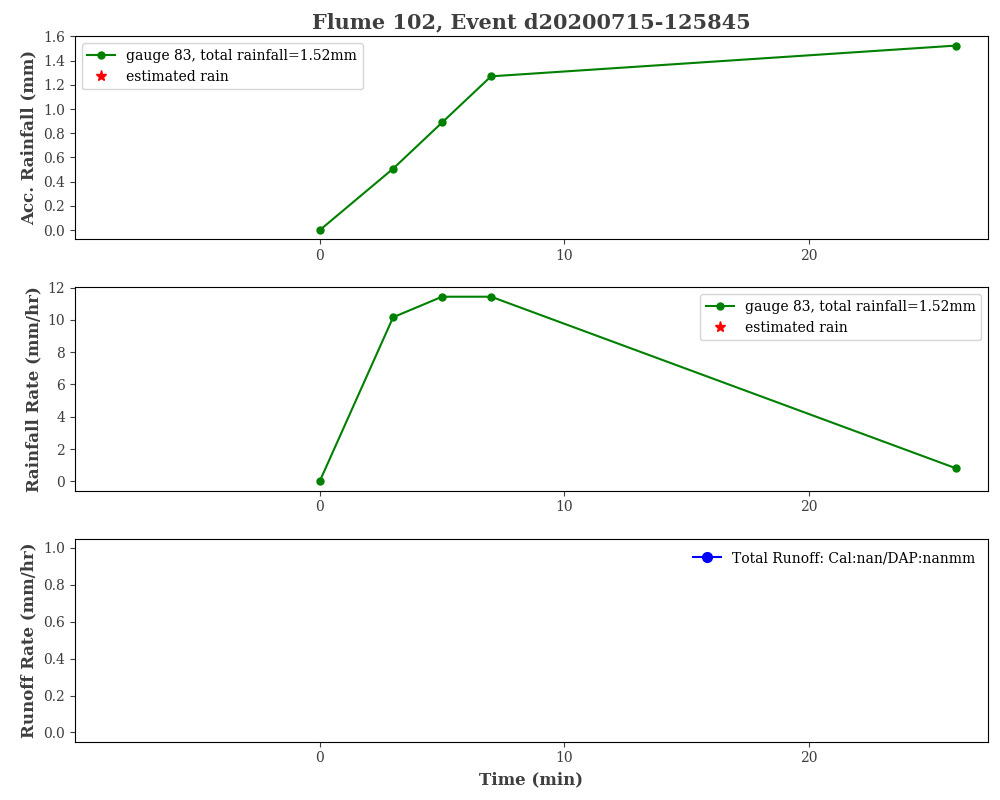 Flume 102, Event d20200715-125845
Acc. Rainfall (mm)
1.6
1.4
1.2
1.0
0.8
0.6
0.4
0.2
0.0
gauge 83, total rainfall=1.52mm
estimated rain
0 10 20
Rainfall Rate (mm/hr)
12
10
8
6
4
2
0
gauge 83, total rainfall=1.52mm
estimated rain
0 10 20
Runoff Rate (mm/hr)
1.0
0.8
0.6
0.4
0.2
0.0
Total Runoff: Cal:nan/DAP:nanmm
0 10 20
Time (min)